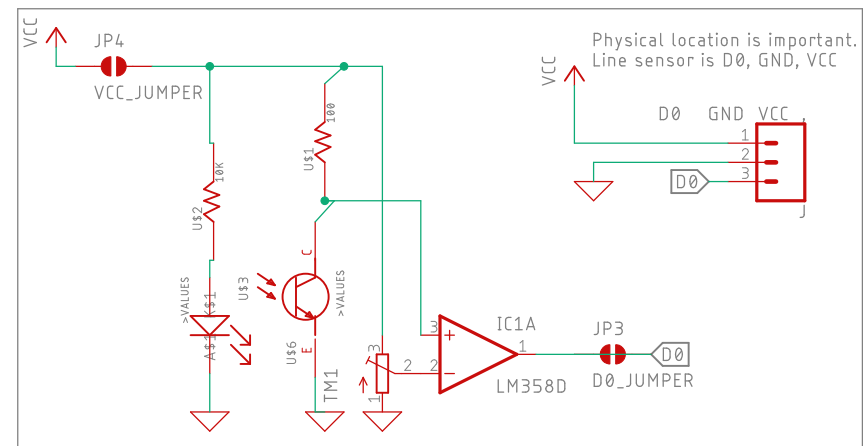 VCC
JP4
VCC_JUMPER
Physical location is important.
Line sensor is D0, GND, VCC
VCC
D0 GND VCC
1
2
3
D0
J
100
U$1
10K
U$2
>VALUES
K$1
A$1
U$3
C
>VALUES
U$6
E
TM1
3
2
1
3
+
2
-
1
IC1A
LM358D
JP3
D0_JUMPER
D0